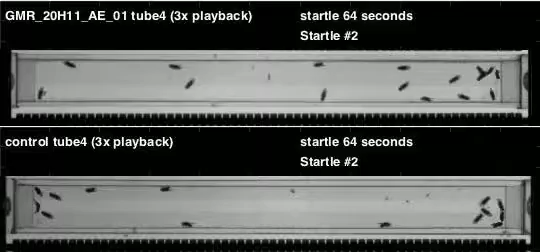 GMR_20H11_AE_01 tube4 (3x playback)
startle 64 seconds
Startle #2
control tube4 (3x playback)
startle 64 seconds
Startle #2